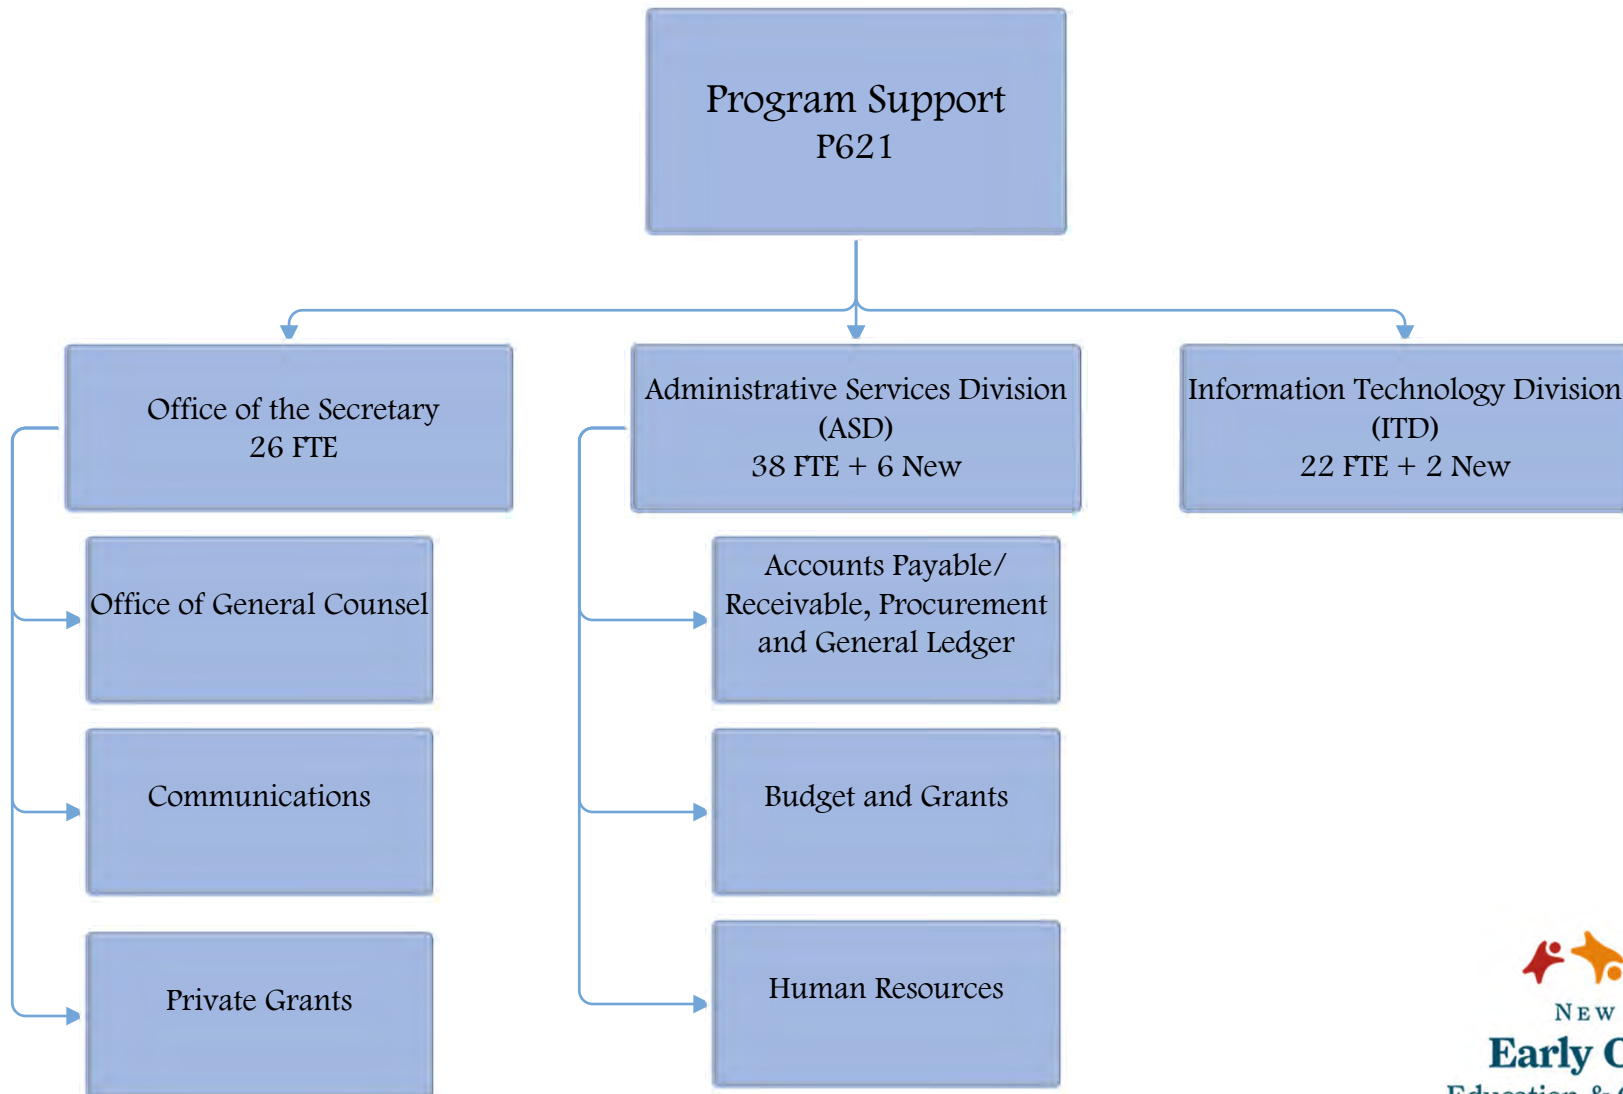 Program Support
P621
Office of the Secretary
26 FTE
Administrative Services Division
(ASD)
38 FTE + 6 New
Information Technology Division
(ITD)
22 FTE + 2 New
Office of General Counsel
Accounts Payable/
Receivable, Procurement
and General Ledger
Communications
Budget and Grants
Private Grants
Human Resources
NEW
Early
Education &